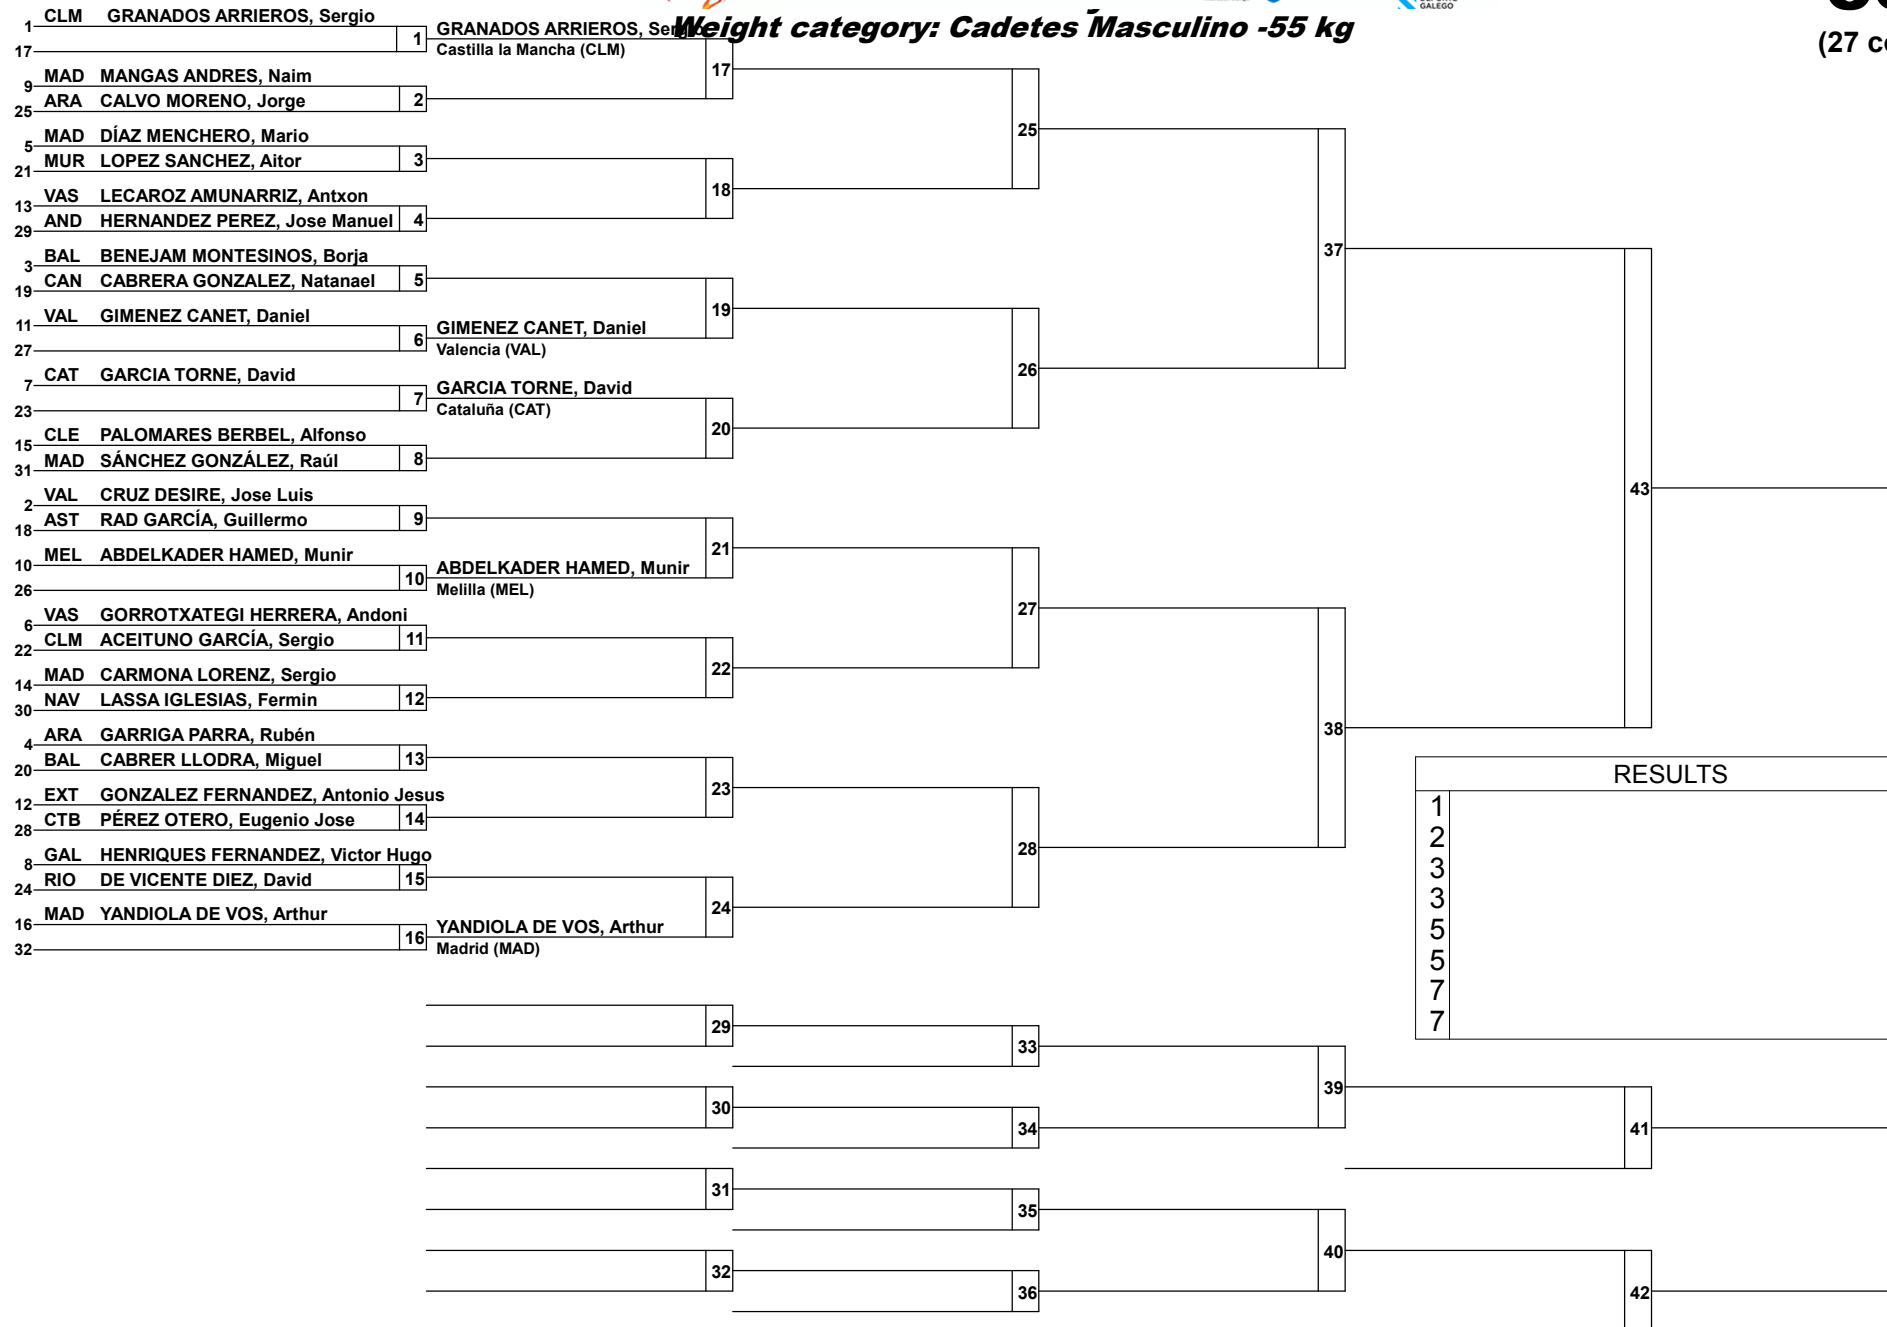 DEPORTE
GALEGO
Weight category: Cadetes Masculino -55 kg
1 CLM GRANADOS ARRIEROS, Sergio
17
1 GRANADOS ARRIEROS, Sergio
Castilla la Mancha (CLM)
9 MAD MANGAS ANDRES, Naim
25 ARA CALVO MORENO, Jorge
2
17
5 MAD DÍAZ MENCHERO, Mario
21 MUR LOPEZ SANCHEZ, Aitor
3
25
13 VAS LECAROZ AMUNARRIZ, Antxon
29 AND HERNANDEZ PEREZ, Jose Manuel
4
18
3 BAL BENEJAM MONTESINOS, Borja
19 CAN CABRERA GONZALEZ, Natanael
5
37
11 VAL GIMENEZ CANET, Daniel
27
6 GIMENEZ CANET, Daniel
Valencia (VAL)
19
7 CAT GARCIA TORNE, David
23
7 GARCIA TORNE, David
Cataluña (CAT)
26
15 CLE PALOMARES BERBEL, Alfonso
31 MAD SÁNCHEZ GONZÁLEZ, Raúl
8
20
2 VAL CRUZ DESIRE, Jose Luis
18 AST RAD GARCÍA, Guillermo
9
43
10 MEL ABDELKADER HAMED, Munir
26
10 ABDELKADER HAMED, Munir
Melilla (MEL)
21
6 VAS GORROTXATEGI HERRERA, Andoni
22 CLM ACEITUNO GARCÍA, Sergio
11
27
14 MAD CARMONA LORENZ, Sergio
30 NAV LASSA IGLESIAS, Fermin
12
22
4 ARA GARRIGA PARRA, Rubén
20 BAL CABRER LLODRA, Miguel
13
38
12 EXT GONZALEZ FERNANDEZ, Antonio Jesus
28 CTB PÉREZ OTERO, Eugenio Jose
14
23
8 GAL HENRIQUES FERNANDEZ, Victor Hugo
24 RIO DE VICENTE DIEZ, David
15
28
16 MAD YANDIOLA DE VOS, Arthur
32
16 YANDIOLA DE VOS, Arthur
Madrid (MAD)
24
RESULTS
1
2
3
3
5
5
7
7
29
33
39
30
34
41
31
35
40
32
36
42